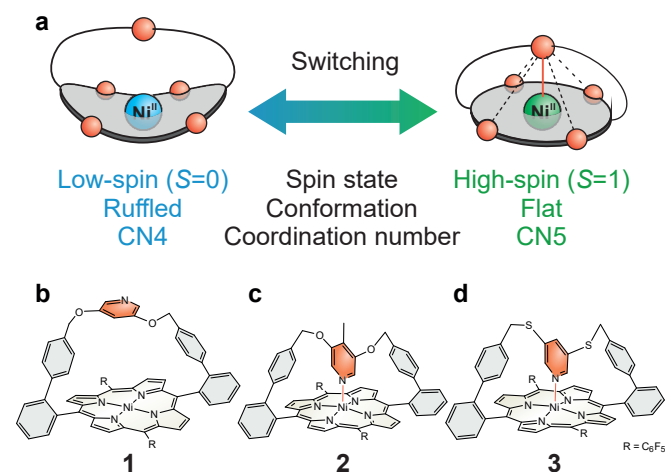 a
Switching
Ni^II
Ni^II
Low-spin (S=0)
Spin state
High-spin (S=1)
Ruffled
Conformation
Flat
CN4
Coordination number
CN5
b
c
d
N
O
O
R
N
N
Ni
N
N
R
1
O
O
N
R
N
N
Ni
N
N
R
2
S
S
N
R
N
N
Ni
N
N
R
3
R = C₆F₅